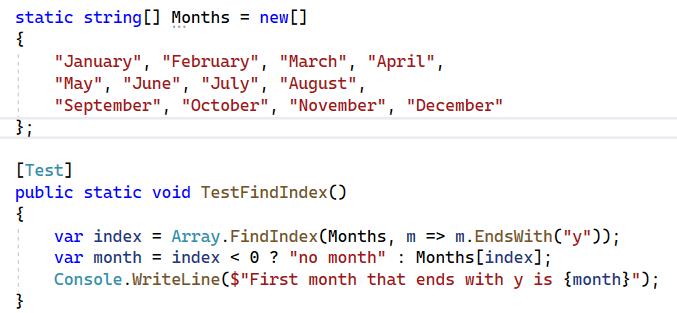 static string[] Months = new[]
{
    "January", "February", "March", "April",
    "May", "June", "July", "August",
    "September", "October", "November", "December"
};
[Test]
public static void TestFindIndex()
{
    var index = Array.FindIndex(Months, m => m.EndsWith("y"));
    var month = index < 0 ? "no month" : Months[index];
    Console.WriteLine($"First month that ends with y is {month}");
}